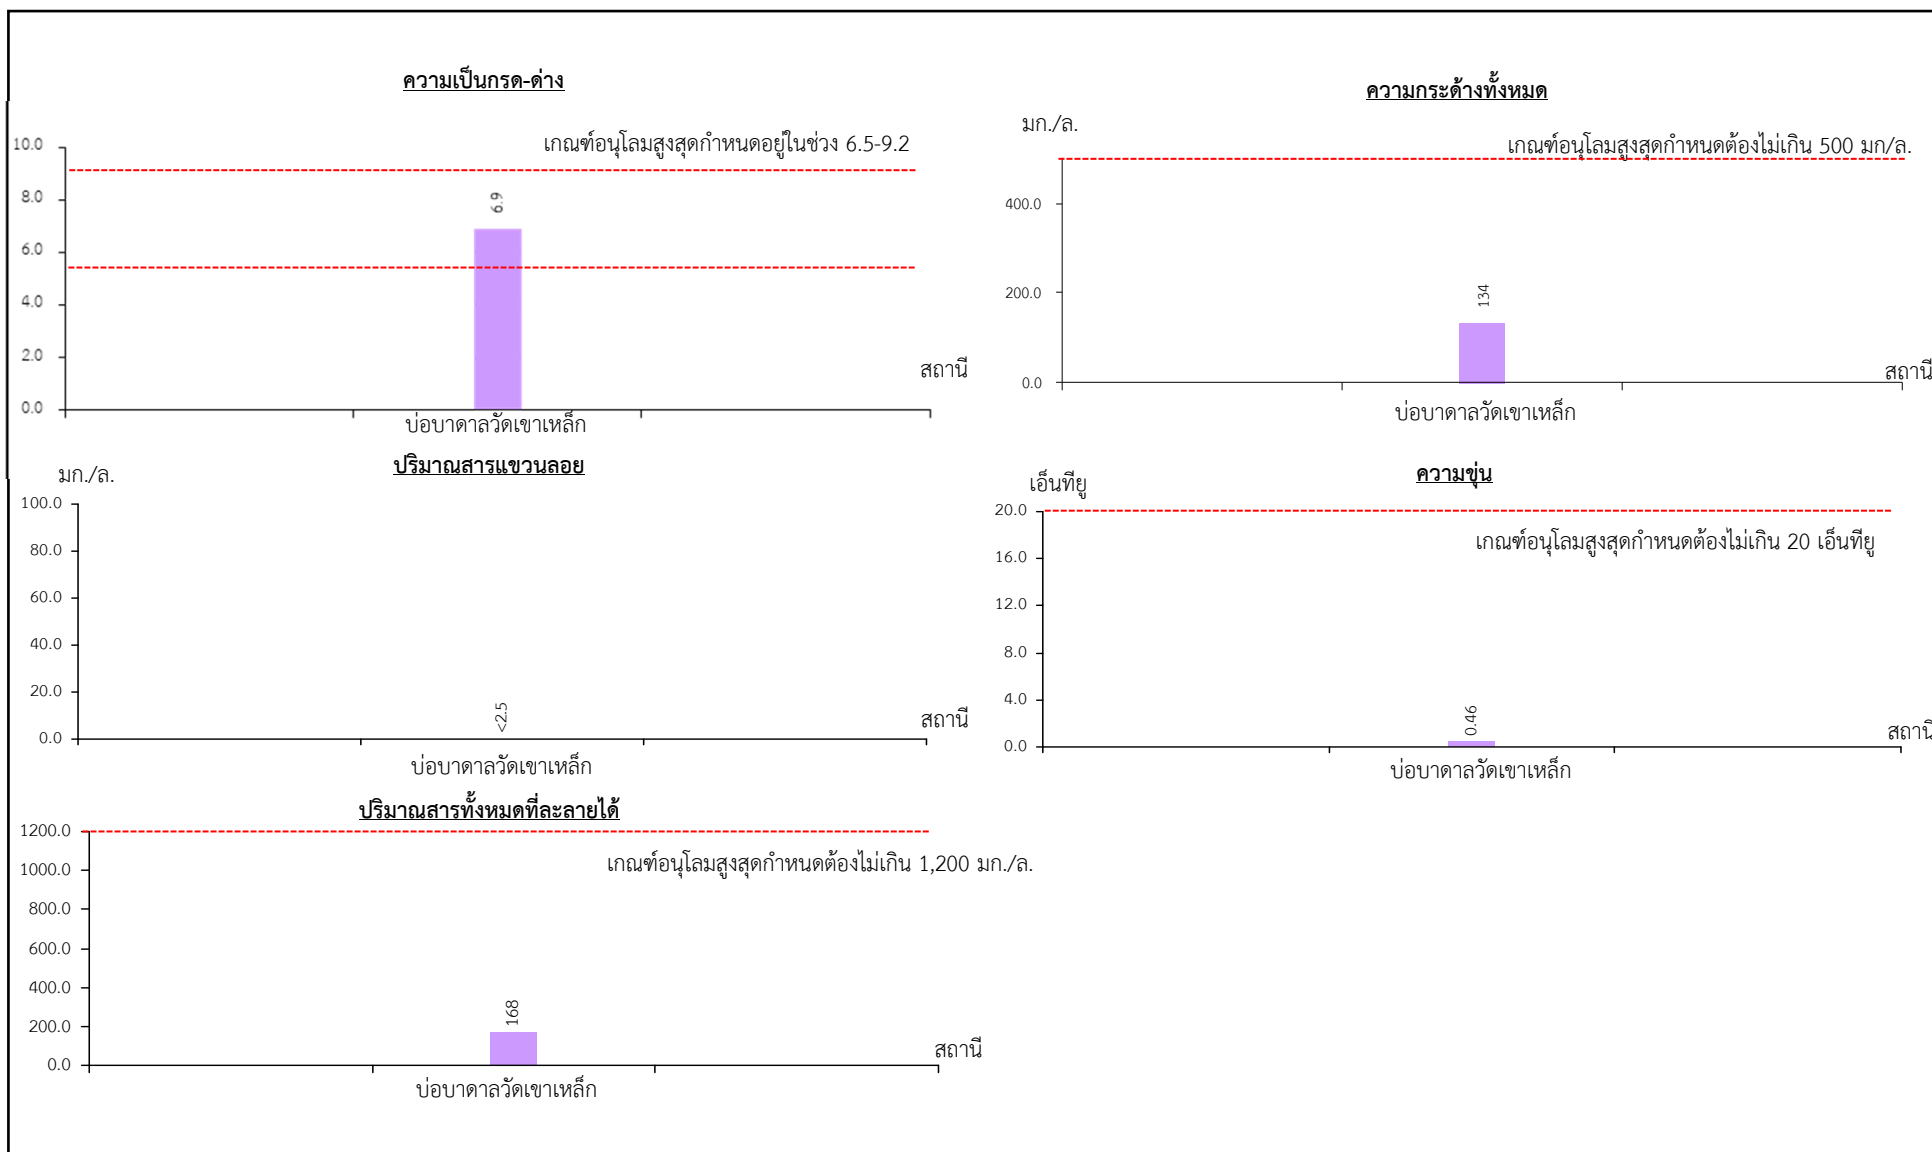 ความเป็นกรด-ด่าง
เกณฑ์อนุโลมสูงสุดกำหนดอยู่ในช่วง 6.5-9.2
10.0
8.0
6.0
4.0
2.0
0.0
6.9
สถานี
บ่อบาดาลวัดเขาเหล็ก
ความกระด้างทั้งหมด
มก./ล.
เกณฑ์อนุโลมสูงสุดกำหนดต้องไม่เกิน 500 มก/ล.
400.0
200.0
0.0
134
สถานี
บ่อบาดาลวัดเขาเหล็ก
ปริมาณสารแขวนลอย
มก./ล.
100.0
80.0
60.0
40.0
20.0
0.0
<2.5
สถานี
บ่อบาดาลวัดเขาเหล็ก
ความขุ่น
เอ็นทียู
20.0
16.0
12.0
8.0
4.0
0.0
เกณฑ์อนุโลมสูงสุดกำหนดต้องไม่เกิน 20 เอ็นทียู
0.46
สถานี
บ่อบาดาลวัดเขาเหล็ก
ปริมาณสารทั้งหมดที่ละลายได้
1200.0
1000.0
800.0
600.0
400.0
200.0
0.0
เกณฑ์อนุโลมสูงสุดกำหนดต้องไม่เกิน 1,200 มก./ล.
168
สถานี
บ่อบาดาลวัดเขาเหล็ก